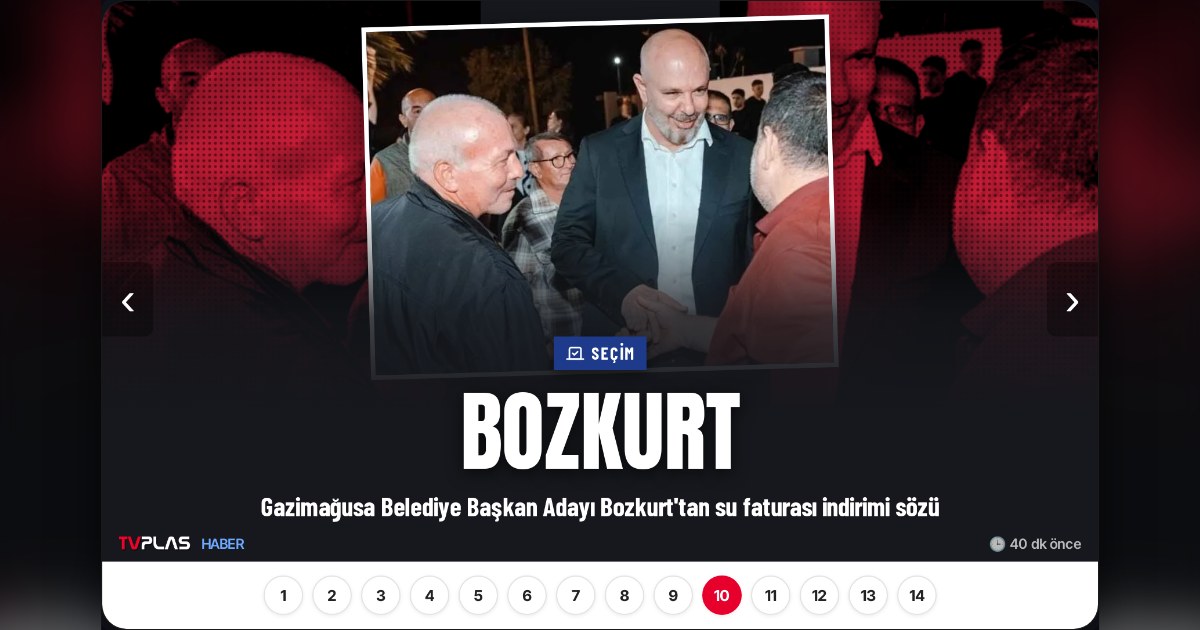 SEÇİM
BOZKURT
Gazimağusa Belediye Başkan Adayı Bozkurt'tan su faturası indirimi sözü
TVPLAS HABER
40 dk önce
1 2 3 4 5 6 7 8 9 10 11 12 13 14